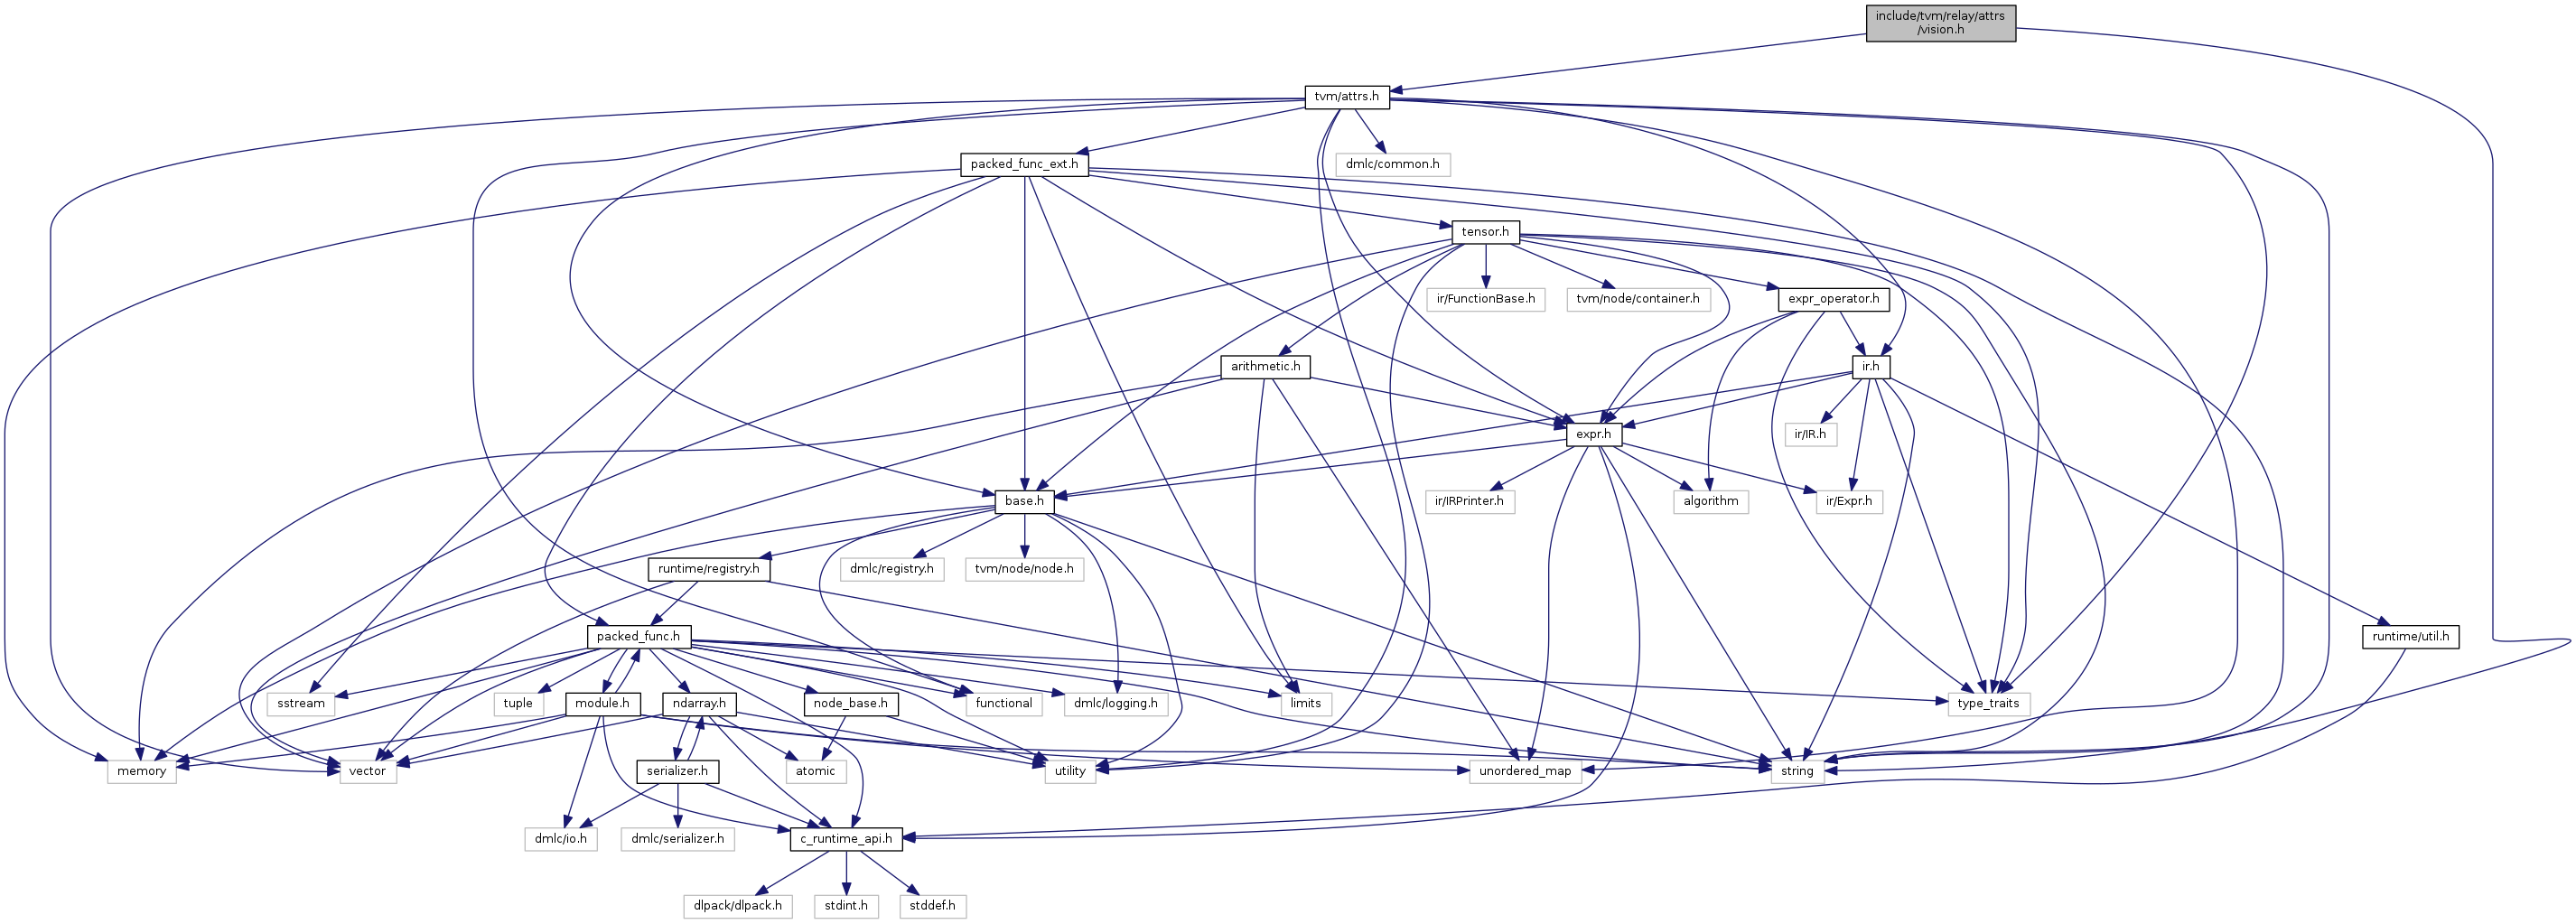 include/tvm/relay/attrs
/vision.h
tvm/attrs.h
packed_func_ext.h
dmlc/common.h
tensor.h
ir/FunctionBase.h
tvm/node/container.h
expr_operator.h
arithmetic.h
ir.h
expr.h
ir/IR.h
base.h
ir/IRPrinter.h
algorithm
ir/Expr.h
runtime/registry.h
dmlc/registry.h
tvm/node/node.h
packed_func.h
runtime/util.h
sstream
tuple
module.h
ndarray.h
node_base.h
functional
dmlc/logging.h
limits
type_traits
memory
vector
serializer.h
atomic
utility
unordered_map
string
dmlc/io.h
dmlc/serializer.h
c_runtime_api.h
dlpack/dlpack.h
stdint.h
stddef.h